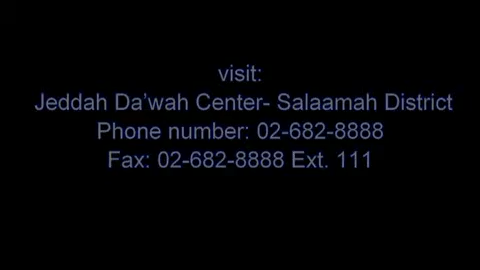 visit:
Jeddah Da’wah Center- Salaamah District
Phone number: 02-682-8888
Fax: 02-682-8888 Ext. 111